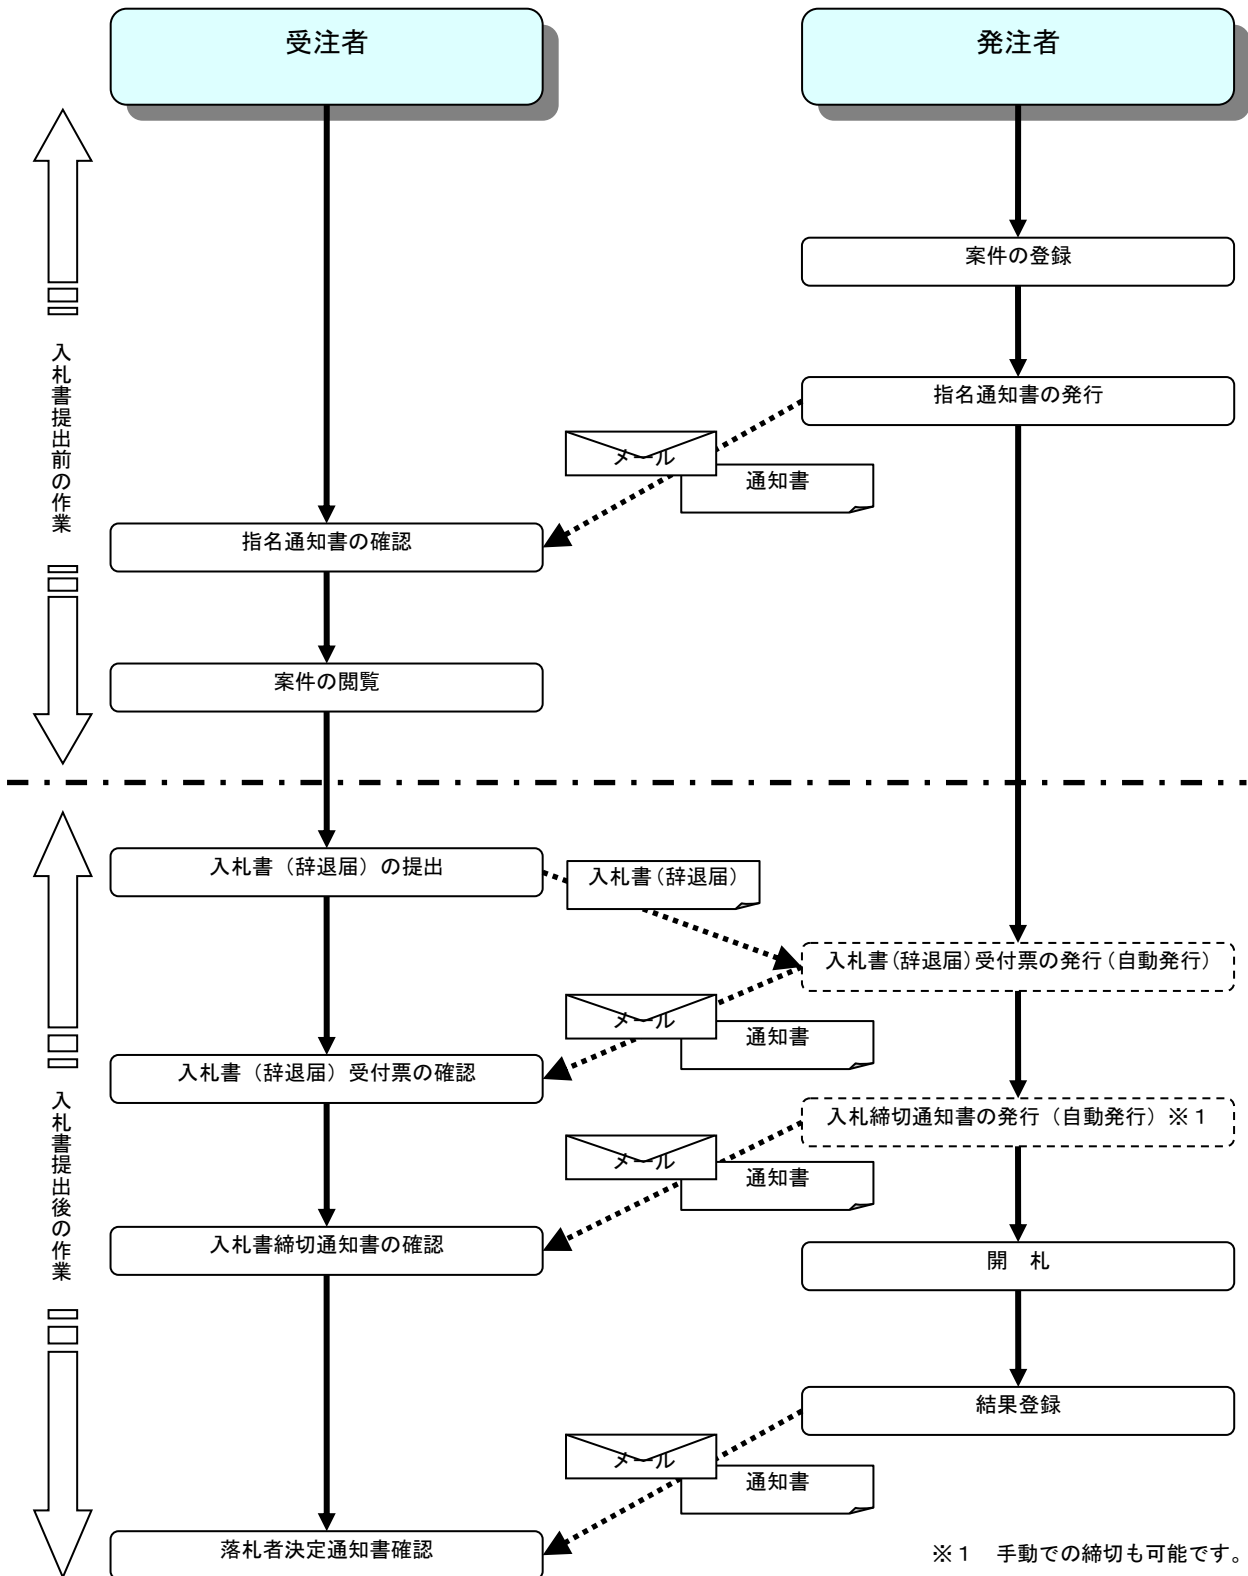 受注者
発注者
案件の登録
指名通知書の発行
メール
通知書
入札書提出前の作業
指名通知書の確認
案件の閲覧
入札書（辞退届）の提出
入札書(辞退届)
入札書(辞退届)受付票の発行(自動発行)
メール
通知書
入札書（辞退届）受付票の確認
入札締切通知書の発行（自動発行）※１
メール
通知書
入札書提出後の作業
入札書締切通知書の確認
開　札
結果登録
メール
通知書
落札者決定通知書確認
※１　手動での締切も可能です。